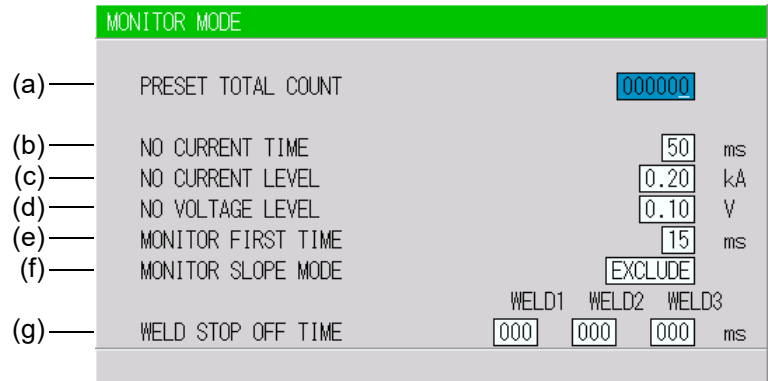 MONITOR MODE
(a) PRESET TOTAL COUNT 000000
(b) NO CURRENT TIME 50 ms
(c) NO CURRENT LEVEL 0.20 kA
(d) NO VOLTAGE LEVEL 0.10 V
(e) MONITOR FIRST TIME 15 ms
(f) MONITOR SLOPE MODE EXCLUDE
WELD1 WELD2 WELD3
(g) WELD STOP OFF TIME 000 000 000 ms